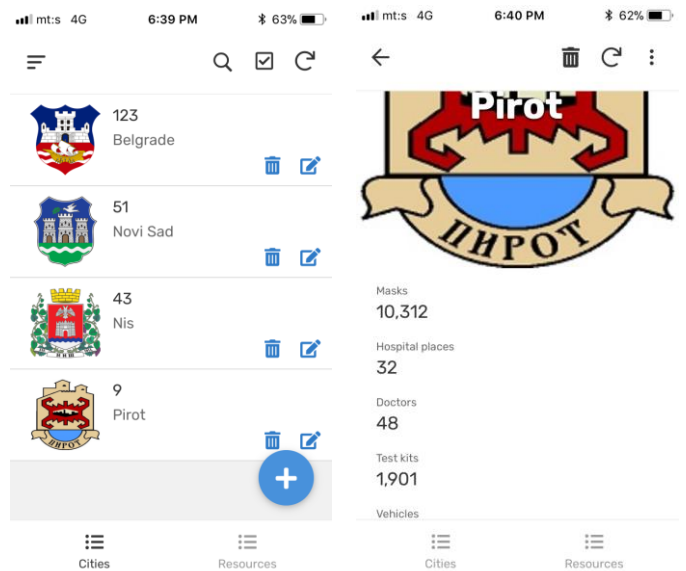 mt:s 4G 6:39 PM 63%
123
Belgrade
51
Novi Sad
43
Nis
НИШ
9
Pirot
ПИРОТ
Cities
Resources
mt:s 4G 6:40 PM 62%
Pirot
ПИРОТ
Masks
10,312
Hospital places
32
Doctors
48
Test kits
1,901
Vehicles
Cities
Resources